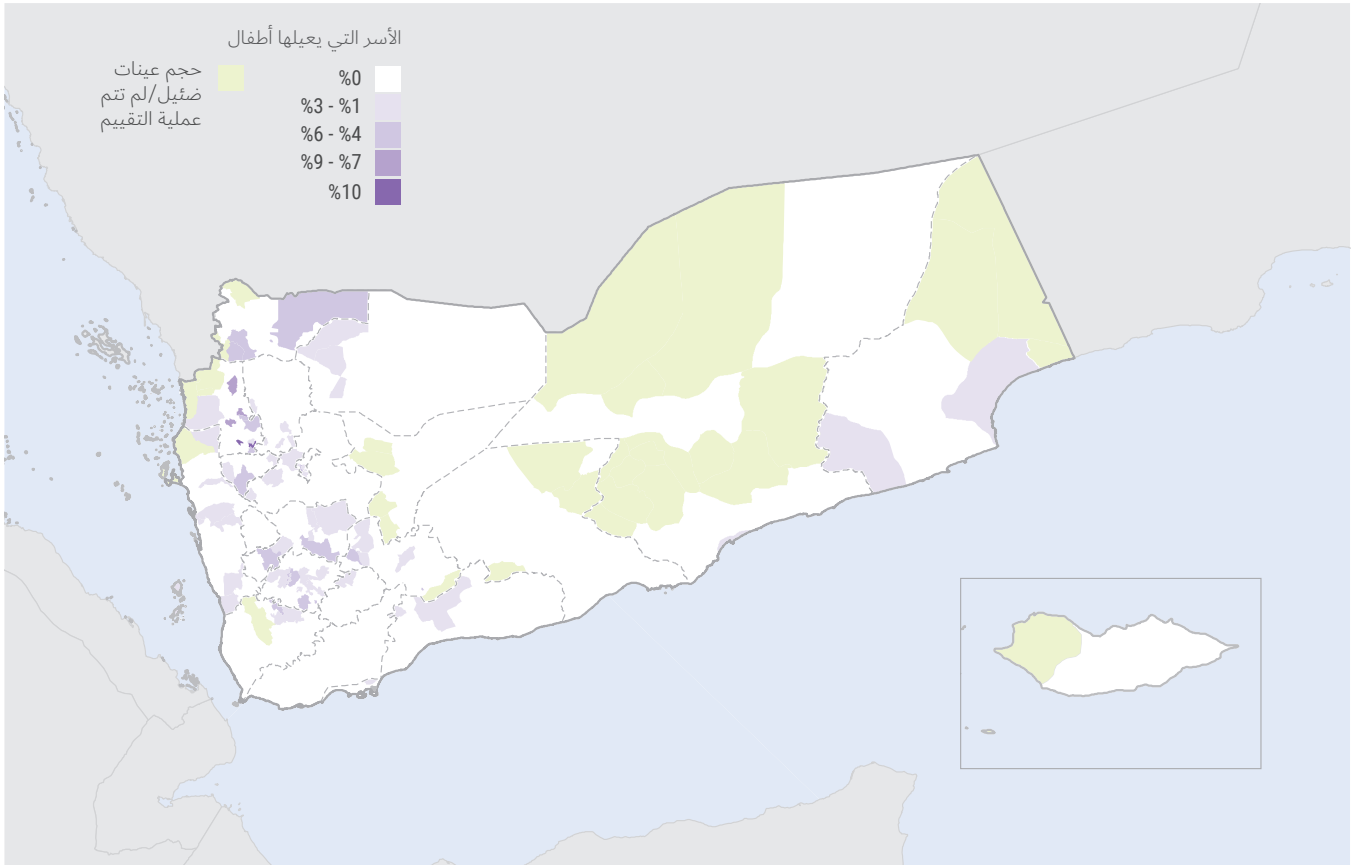 الأسر التي يعيلها أطفال
%0
%3 - %1
%6 - %4
%9 - %7
%10
حجم عينات
ضئيل/لم تتم
عملية التقييم